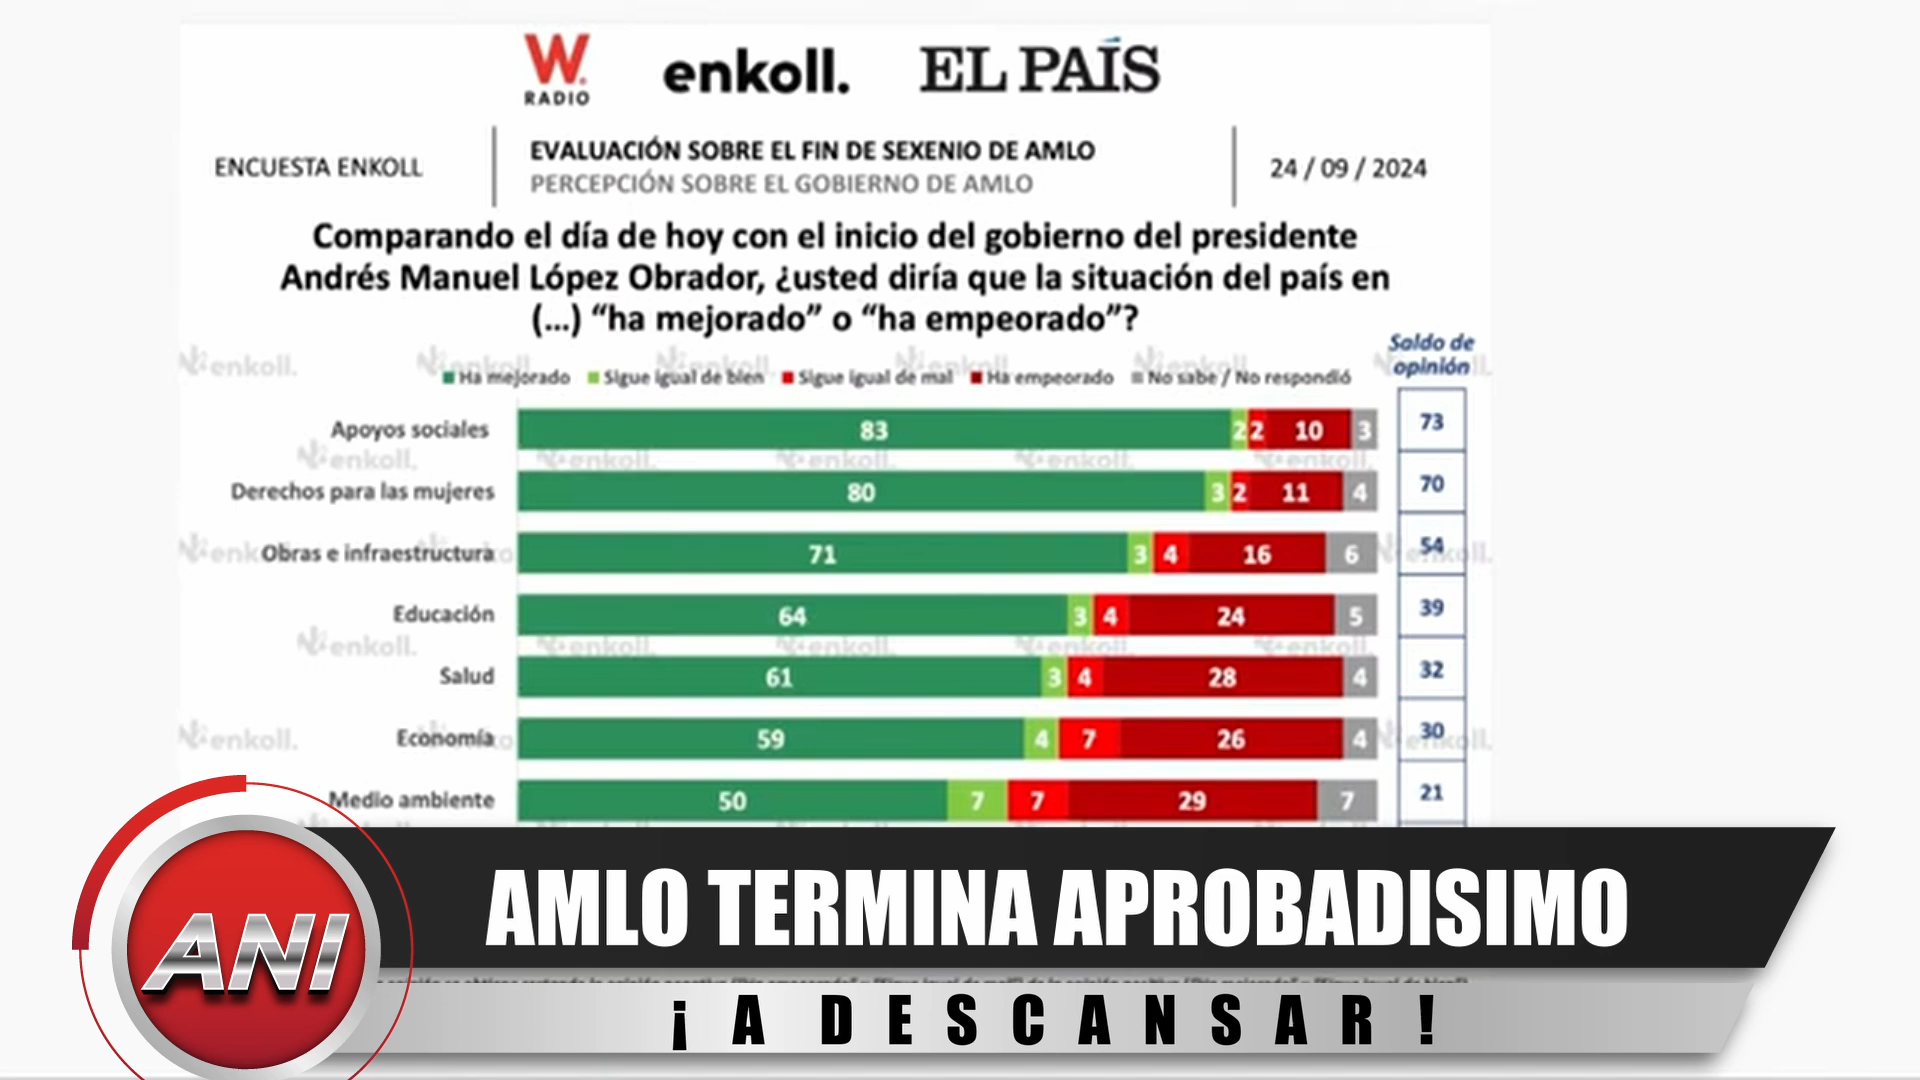 W.
RADIO
enkoll.
EL PAÍS
ENCUESTA ENKOLL
EVALUACIÓN SOBRE EL FIN DE SEXENIO DE AMLO
PERCEPCIÓN SOBRE EL GOBIERNO DE AMLO
24 / 09 / 2024
Comparando el día de hoy con el inicio del gobierno del presidente
Andrés Manuel López Obrador, ¿usted diría que la situación del país en
(...) “ha mejorado” o “ha empeorado”?
Saldo de
opinión
Ha mejorado Sigue igual de bien Sigue igual de mal Ha empeorado No sabe / No respondió
Apoyos sociales 83 2 2 10 3 73
Derechos para las mujeres 80 3 2 11 4 70
Obras e infraestructura 71 3 4 16 6 54
Educación 64 3 4 24 5 39
Salud 61 3 4 28 4 32
Economía 59 4 7 26 4 30
Medio ambiente 50 7 7 29 7 21
AMLO TERMINA APROBADISIMO
ANI
¡A DESCANSAR!